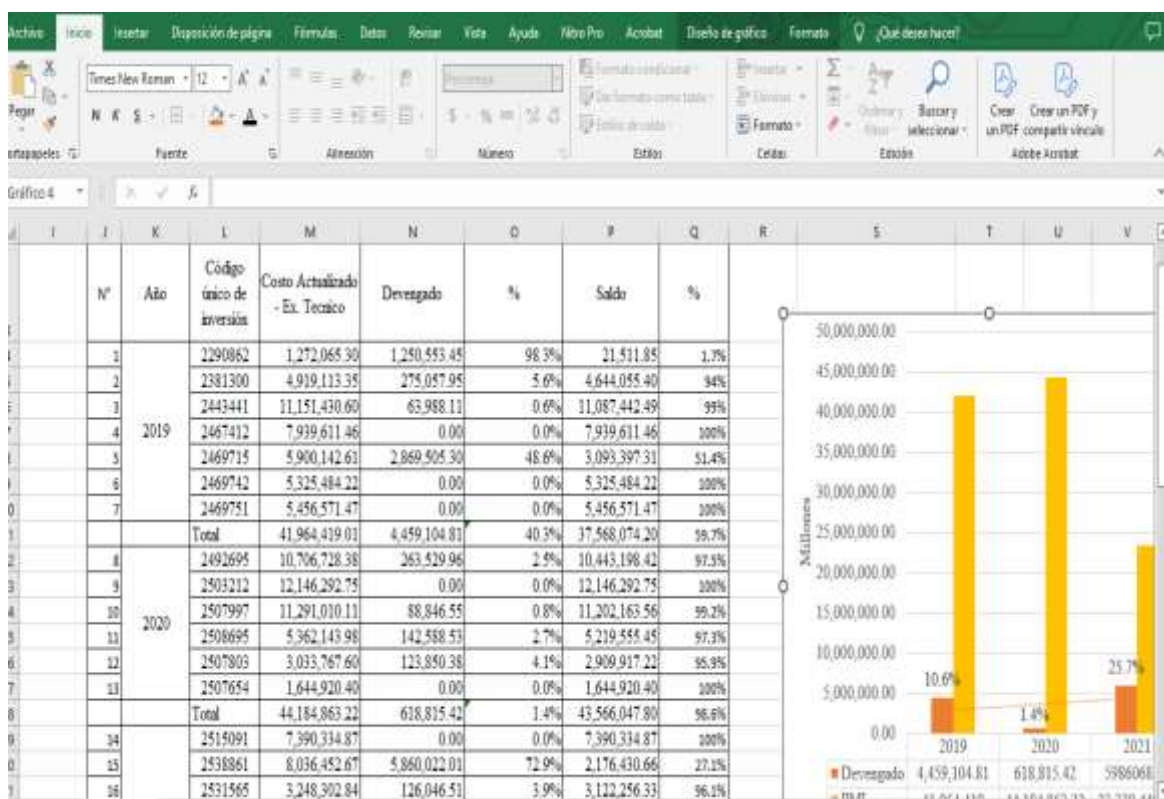 Archivo Inicio Insertar Disposición de página Fórmulas Datos Revisar Vista Ayuda Nitro Pro Acrobat Diseño de gráfico Formato ¿Qué desea hacer?
Times New Roman 12
Pegar N K S Formato Buscar y seleccionar Crear un PDF Crear un PDF y compartir vínculo
Fuente Alineación Número Estilos Celdas Edición Adobe Acrobat
Gráfico 4 fx
I J K L M N O P Q R S T U V
N° Año Código único de inversión Costo Actualizado - Ex. Tecnico Devengado % Saldo %
1 2290862 1,272,065.30 1,250,553.45 98.3% 21,511.85 1.7%
2 2381300 4,919,113.35 275,057.95 5.6% 4,644,055.40 94%
3 2443441 11,151,430.60 63,988.11 0.6% 11,087,442.49 99%
4 2019 2467412 7,939,611.46 0.00 0.0% 7,939,611.46 100%
5 2469715 5,900,142.61 2,869,505.30 48.6% 3,093,397.31 51.4%
6 2469742 5,325,484.22 0.00 0.0% 5,325,484.22 100%
7 2469751 5,456,571.47 0.00 0.0% 5,456,571.47 100%
Total 41,964,419.01 4,459,104.81 40.3% 37,568,074.20 59.7%
8 2492695 10,706,728.38 263,529.96 2.5% 10,443,198.42 97.5%
9 2503212 12,146,292.75 0.00 0.0% 12,146,292.75 100%
10 2020 2507997 11,291,010.11 88,846.55 0.8% 11,202,163.56 99.2%
11 2508695 5,362,143.98 142,588.53 2.7% 5,219,555.45 97.3%
12 2507803 3,033,767.60 123,850.38 4.1% 2,909,917.22 95.9%
13 2507654 1,644,920.40 0.00 0.0% 1,644,920.40 100%
Total 44,184,863.22 618,815.42 1.4% 43,566,047.80 98.6%
14 2515091 7,390,334.87 0.00 0.0% 7,390,334.87 100%
15 2538861 8,036,452.67 5,860,022.01 72.9% 2,176,430.66 27.1%
16 2531565 3,248,302.84 126,046.51 3.9% 3,122,256.33 96.1%
50,000,000.00
45,000,000.00
40,000,000.00
35,000,000.00
30,000,000.00
25,000,000.00
20,000,000.00
15,000,000.00
10,000,000.00
5,000,000.00
0.00
Millones
10.6% 1.4% 25.7%
2019 2020 2021
Devengado 4,459,104.81 618,815.42 5986068